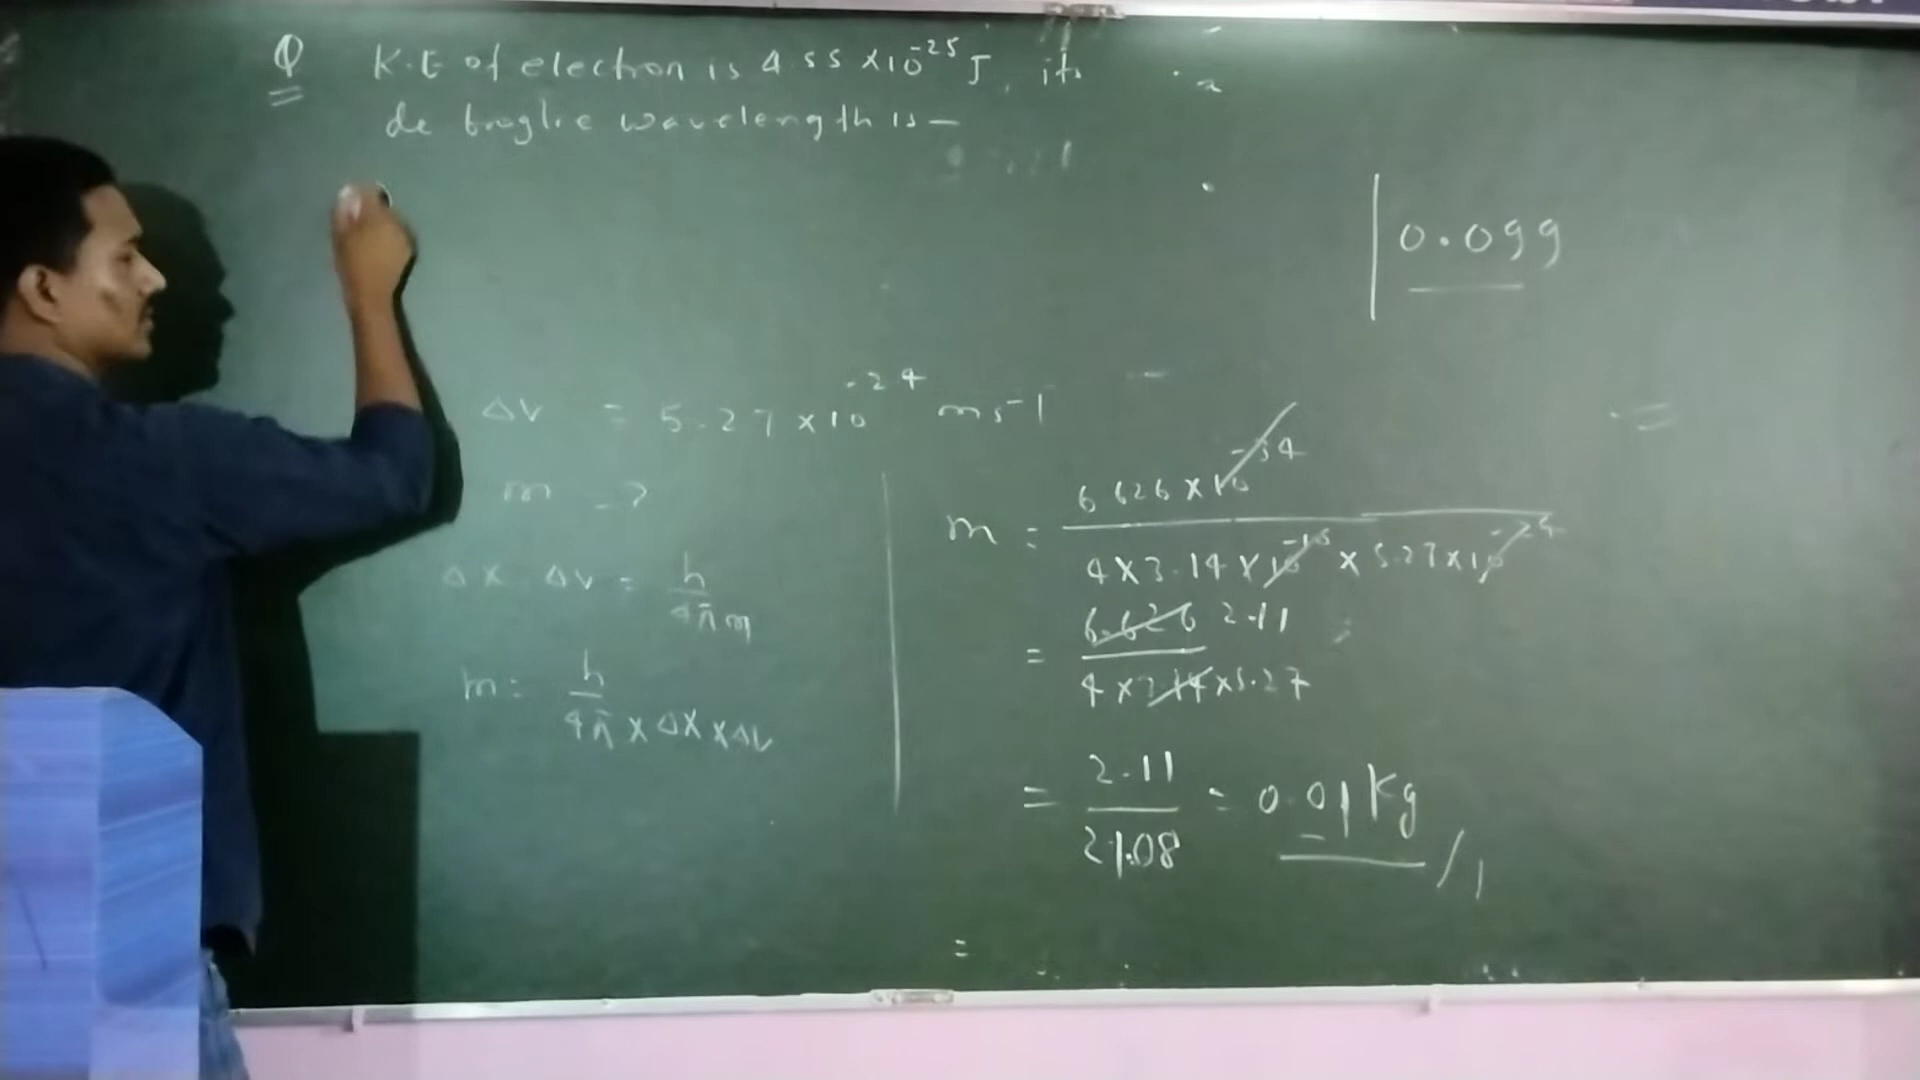 Q K.E of electron is 4.55 ×10⁻²⁵ J, its
de broglie wavelength is —
0.099
Δv = 5.27 ×10⁻²⁴ ms⁻¹
m - ?
Δx Δv = h/4π̄m
m = h/4π̄ × Δx × Δv
m = 6.626×10⁻³⁴/4×3.14×10⁻¹⁰ × 5.27×10⁻²⁴
= 6.626 2.11/4×3.14×5.27
= 2.11/21.08 = 0.01 Kg
=